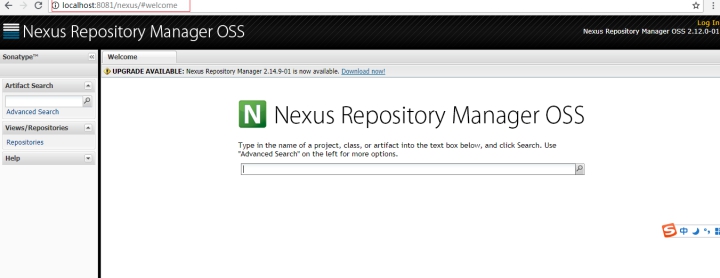 localhost:8081/nexus/#welcome
Nexus Repository Manager OSS
Log In
Nexus Repository Manager OSS 2.12.0-01
Sonatype™
Welcome
UPGRADE AVAILABLE: Nexus Repository Manager 2.14.9-01 is now available. Download now!
Artifact Search
Advanced Search
Views/Repositories
Repositories
Help
N Nexus Repository Manager OSS
Type in the name of a project, class, or artifact into the text box below, and click Search. Use
"Advanced Search" on the left for more options.
S 中